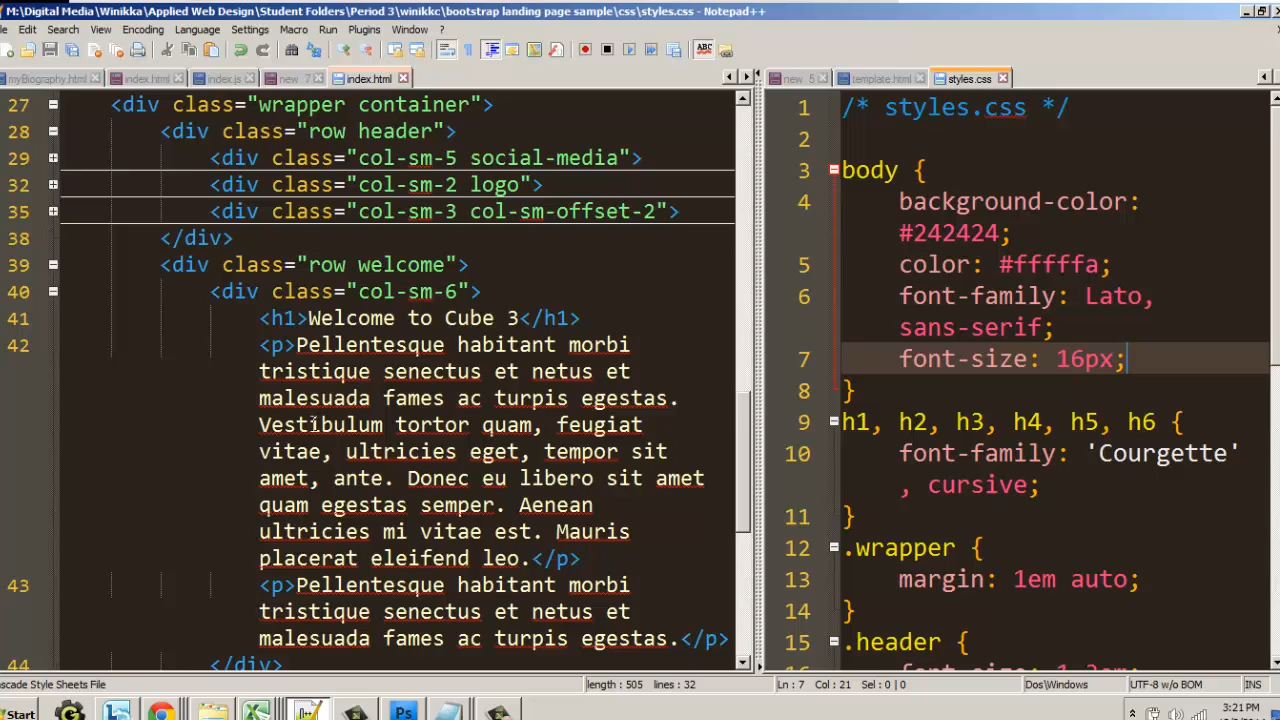 M:\Digital Media\Winikka\Applied Web Design\Student Folders\Period 3\winikkc\bootstrap landing page sample\css\styles.css - Notepad++
Edit Search View Encoding Language Settings Macro Run Plugins Window ?
myBiography.html index.html index.js new 7 index.html
new 5 template.html styles.css
27 <div class="wrapper container">
28 <div class="row header">
29 <div class="col-sm-5 social-media">
32 <div class="col-sm-2 logo">
35 <div class="col-sm-3 col-sm-offset-2">
38 </div>
39 <div class="row welcome">
40 <div class="col-sm-6">
41 <h1>Welcome to Cube 3</h1>
42 <p>Pellentesque habitant morbi
tristique senectus et netus et
malesuada fames ac turpis egestas.
Vestibulum tortor quam, feugiat
vitae, ultricies eget, tempor sit
amet, ante. Donec eu libero sit amet
quam egestas semper. Aenean
ultricies mi vitae est. Mauris
placerat eleifend leo.</p>
43 <p>Pellentesque habitant morbi
tristique senectus et netus et
malesuada fames ac turpis egestas.</p>
44 </div>
1 /* styles.css */
2
3 body {
4 background-color:
#242424;
5 color: #fffffa;
6 font-family: Lato,
sans-serif;
7 font-size: 16px;
8 }
9 h1, h2, h3, h4, h5, h6 {
10 font-family: 'Courgette'
, cursive;
11 }
12 .wrapper {
13 margin: 1em auto;
14 }
15 .header {
scade Style Sheets File length : 505 lines : 32 Ln : 7 Col : 21 Sel : 0 | 0 Dos\Windows UTF-8 w/o BOM INS
Start 3:21 PM